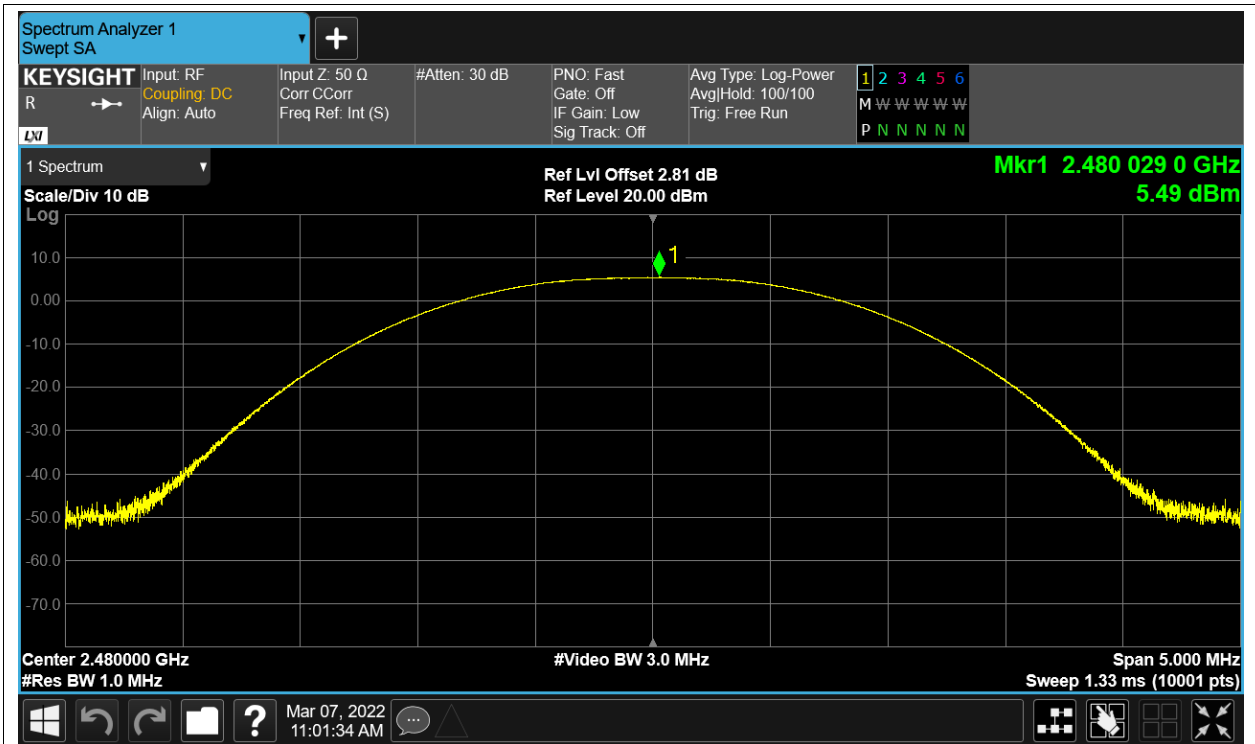 Spectrum Analyzer 1
Swept SA
KEYSIGHT
R
LXI
Input: RF
Coupling: DC
Align: Auto
Input Z: 50 Ω
Corr CCorr
Freq Ref: Int (S)
#Atten: 30 dB
PNO: Fast
Gate: Off
IF Gain: Low
Sig Track: Off
Avg Type: Log-Power
Avg|Hold: 100/100
Trig: Free Run
1 2 3 4 5 6
M W W W W W
P N N N N N
1 Spectrum
Scale/Div 10 dB
Log
Ref Lvl Offset 2.81 dB
Ref Level 20.00 dBm
Mkr1 2.480 029 0 GHz
5.49 dBm
1
10.0
0.00
-10.0
-20.0
-30.0
-40.0
-50.0
-60.0
-70.0
Center 2.480000 GHz
#Res BW 1.0 MHz
#Video BW 3.0 MHz
Span 5.000 MHz
Sweep 1.33 ms (10001 pts)
?
Mar 07, 2022
11:01:34 AM